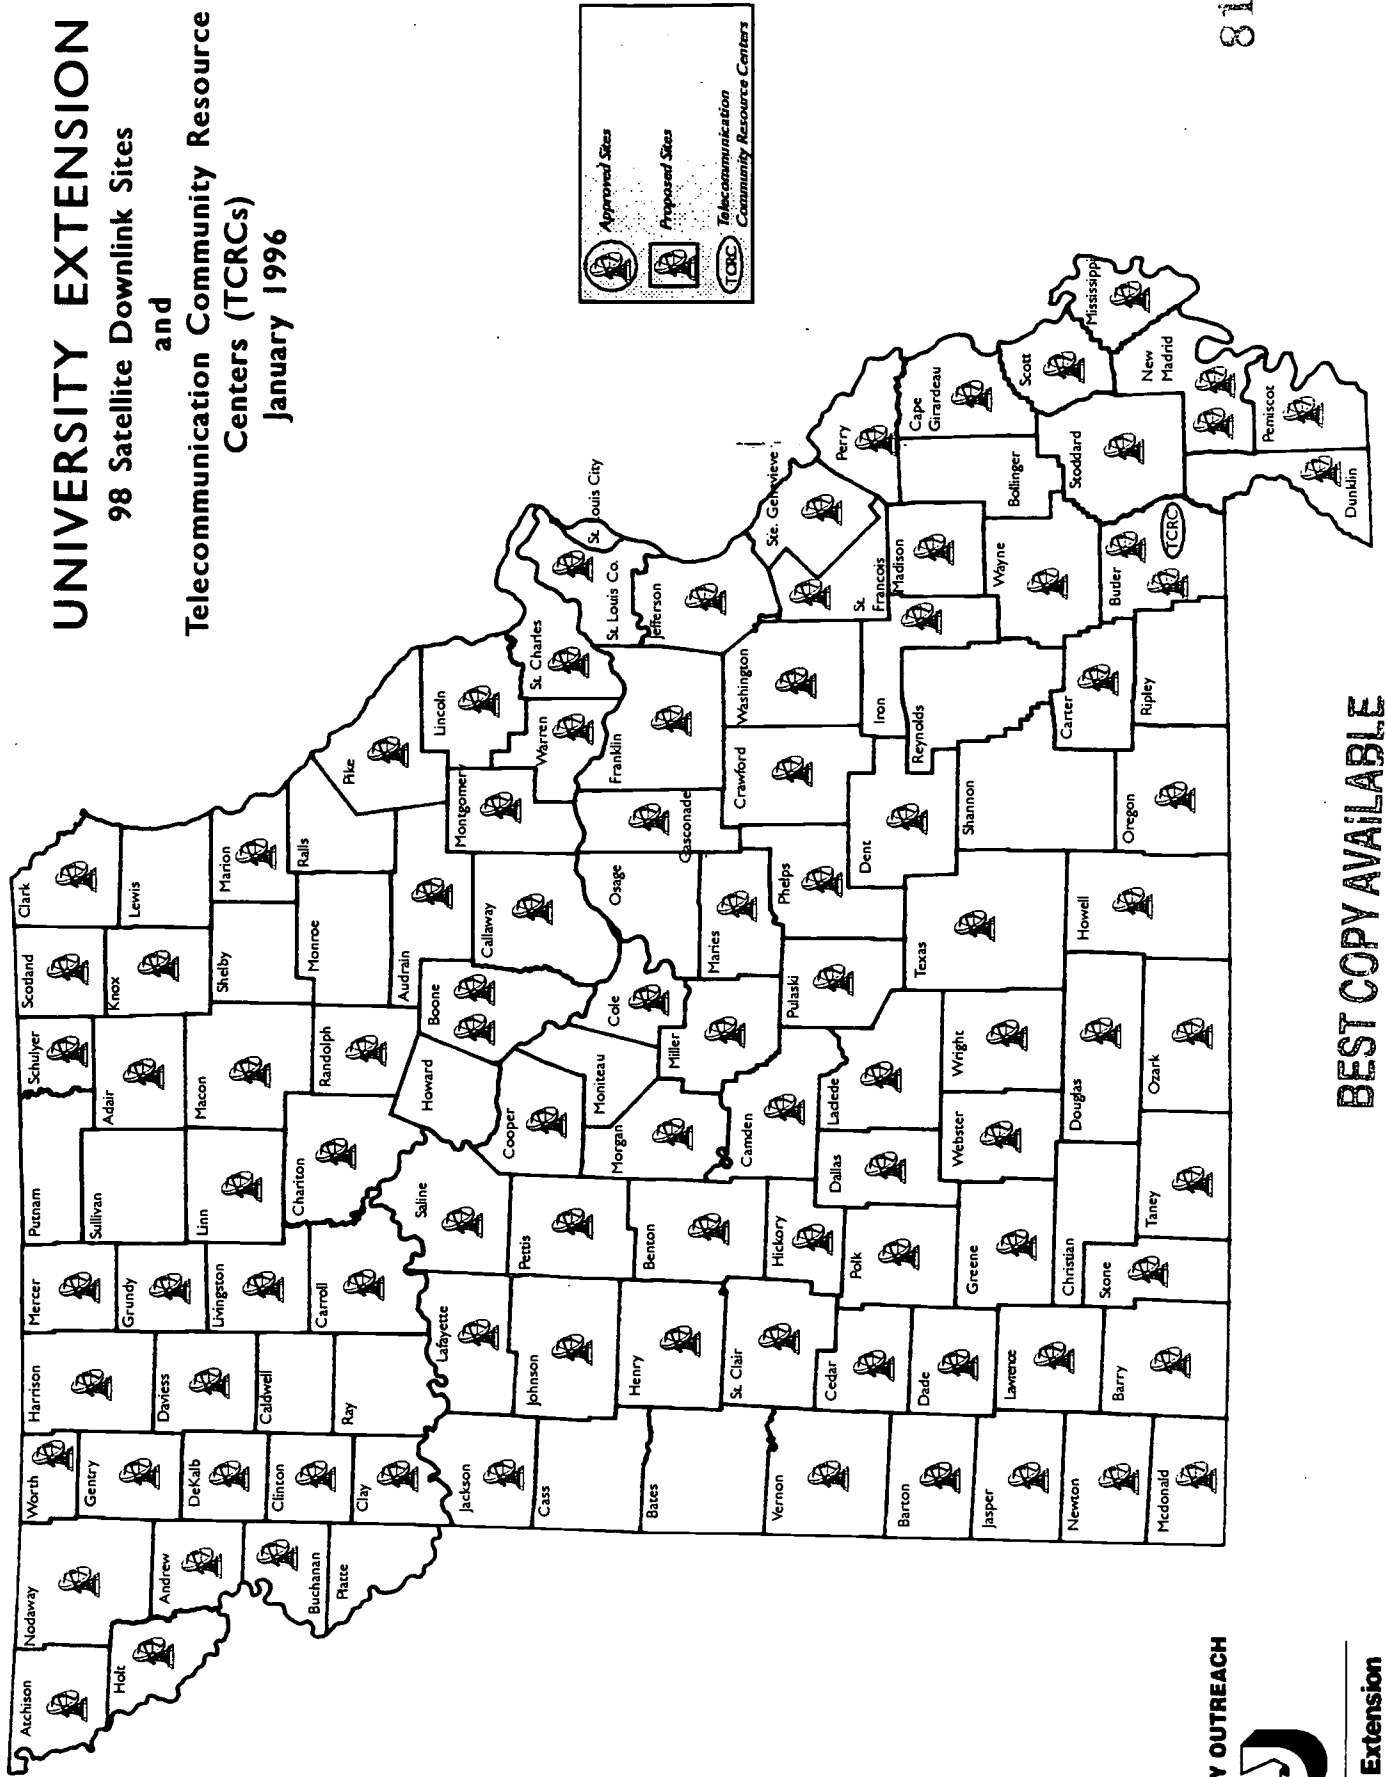 UNIVERSITY EXTENSION
98 Satellite Downlink Sites
and
Telecommunication Community Resource
Centers (TCRCs)
January 1996
Approved Sites
Proposed Sites
TCRC
Telecommunication
Community Resource Centers
Atchison
Nodaway
Worth
Harrison
Mercer
Putnam
Schulyer
Scotland
Clark
Holt
Gentry
Grundy
Sullivan
Adair
Knox
Lewis
Andrew
DeKalb
Daviess
Livingston
Linn
Macon
Shelby
Marion
Buchanan
Clinton
Caldwell
Carroll
Chariton
Randolph
Monroe
Ralls
Platte
Clay
Ray
Saline
Howard
Audrain
Pike
Jackson
Lafayette
Cooper
Boone
Callaway
Montgomery
Lincoln
Warren
St. Charles
St. Louis Co.
ouis City
Cass
Johnson
Pettis
Morgan
Moniteau
Cole
Osage
Gasconade
Franklin
Jefferson
Bates
Henry
Benton
Miller
Maries
Crawford
Washington
St.
Francois
Ste. Genevieve
Perry
Vernon
St. Clair
Hickory
Camden
Pulaski
Phelps
Dent
Iron
Madison
Cape
Girardeau
Bollinger
Barton
Cedar
Polk
Dallas
Laclede
Texas
Reynolds
Wayne
Scott
Stoddard
Mississippi
Jasper
Dade
Greene
Webster
Wright
Shannon
Carter
Butler
TCRC
New
Madrid
Newton
Lawrence
Christian
Douglas
Howell
Oregon
Ripley
Dunklin
Pemiscot
Mcdonald
Barry
Stone
Taney
Ozark
Y OUTREACH
Extension
BEST COPY AVAILABLE
81